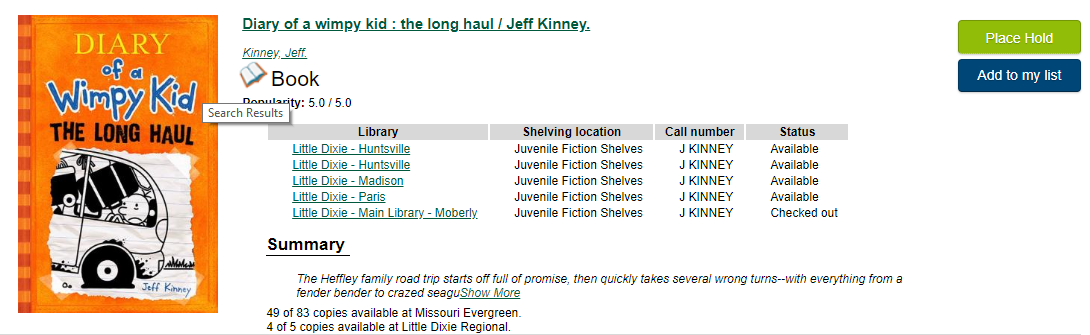 DIARY
of a
Wimpy Kid
THE LONG HAUL
Jeff Kinney
Search Results
Diary of a wimpy kid : the long haul / Jeff Kinney.
Kinney, Jeff.
Book
Popularity: 5.0 / 5.0
Library Shelving location Call number Status
Little Dixie - Huntsville Juvenile Fiction Shelves J KINNEY Available
Little Dixie - Huntsville Juvenile Fiction Shelves J KINNEY Available
Little Dixie - Madison Juvenile Fiction Shelves J KINNEY Available
Little Dixie - Paris Juvenile Fiction Shelves J KINNEY Available
Little Dixie - Main Library - Moberly Juvenile Fiction Shelves J KINNEY Checked out
Summary
The Heffley family road trip starts off full of promise, then quickly takes several wrong turns--with everything from a
fender bender to crazed seaguShow More
49 of 83 copies available at Missouri Evergreen.
4 of 5 copies available at Little Dixie Regional.
Place Hold
Add to my list